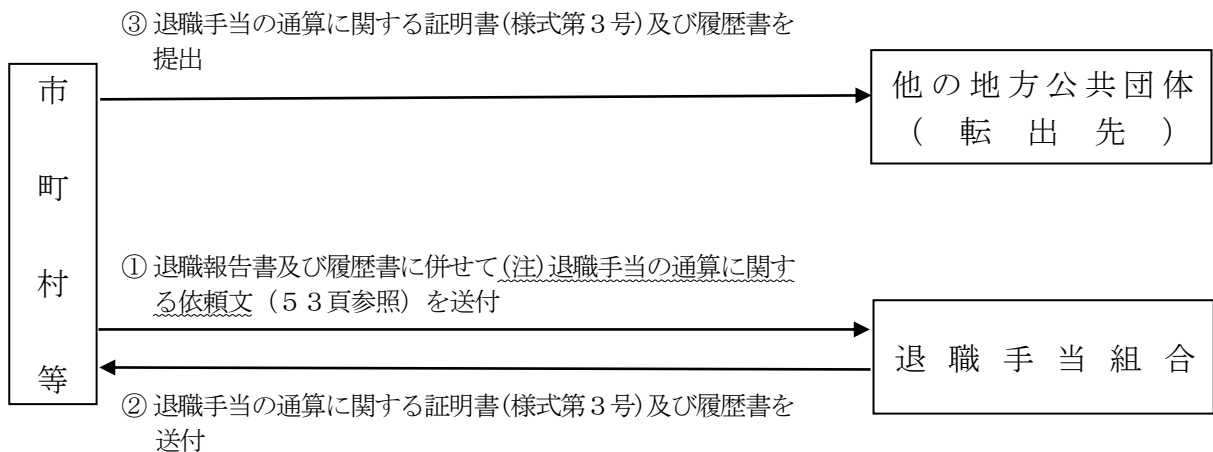 ③ 退職手当の通算に関する証明書(様式第３号)及び履歴書を
提出
市
町
村
等
他の地方公共団体
（転出先）
① 退職報告書及び履歴書に併せて(注)退職手当の通算に関す
る依頼文（５３頁参照）を送付
退職手当組合
② 退職手当の通算に関する証明書(様式第３号)及び履歴書を
送付